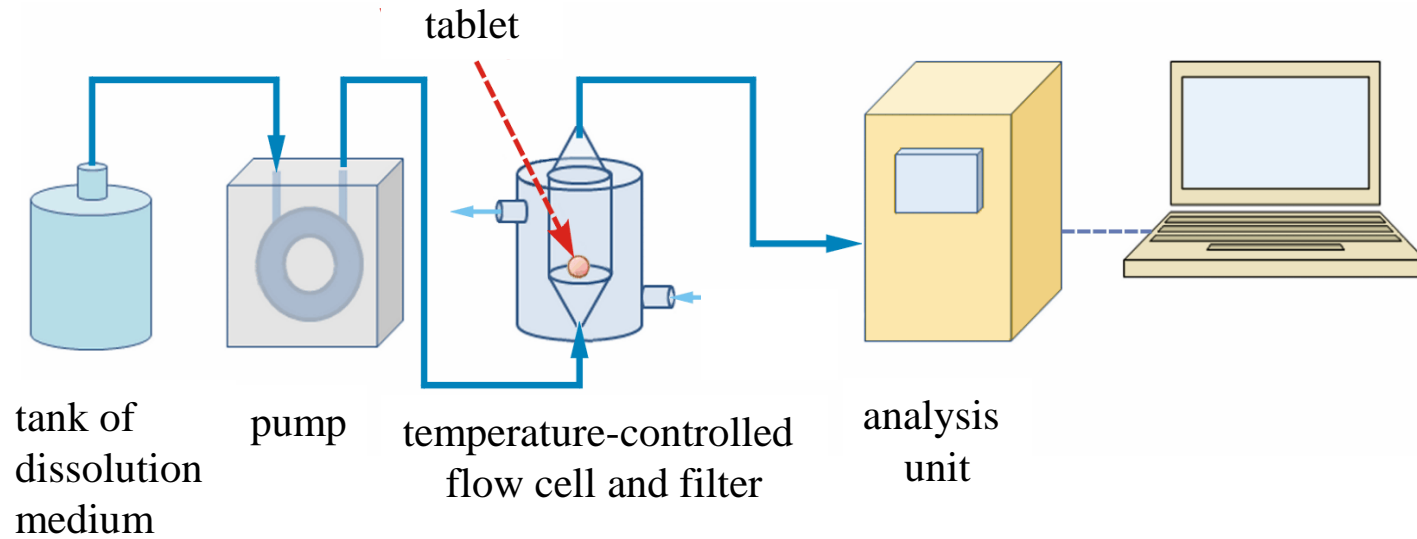 tablet
tank of
dissolution
medium
pump
temperature-controlled
flow cell and filter
analysis
unit